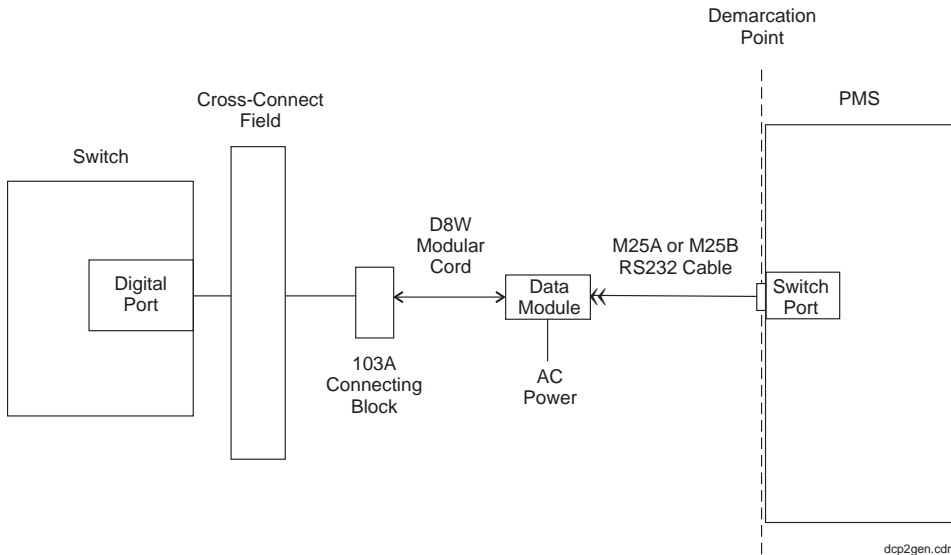 Demarcation
Point
PMS
Cross-Connect
Field
Switch
D8W
Modular
Cord
M25A or M25B
RS232 Cable
Digital
Port
Data
Module
Switch
Port
103A
Connecting
Block
AC
Power
dcp2gen.cdr